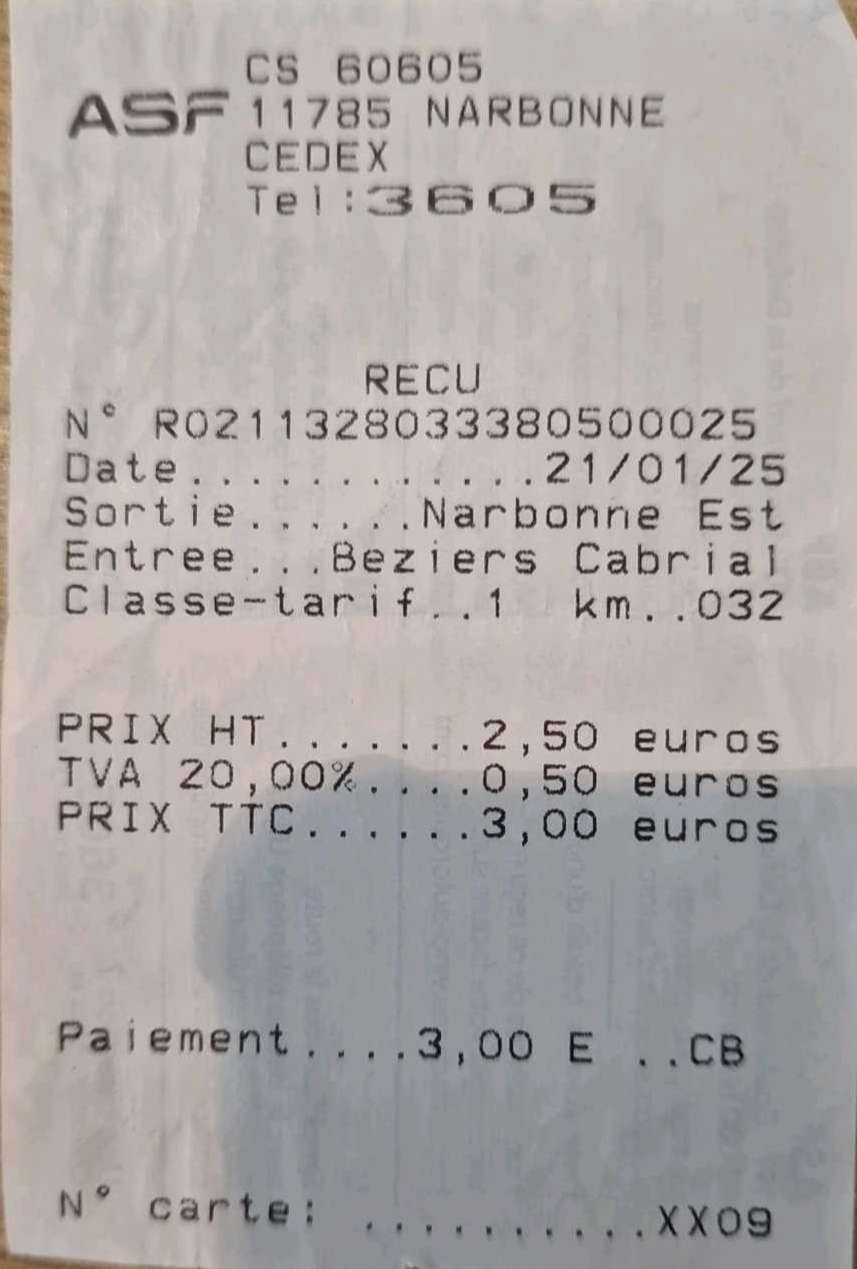 CS 60605
ASF 11785 NARBONNE
CEDEX
Tel:3605
RECU
N° R02113280333380500025
Date.............21/01/25
Sortie......Narbonne Est
Entree...Beziers Cabrial
Classe-tarif..1 km..032
PRIX HT.......2,50 euros
TVA 20,00%....0,50 euros
PRIX TTC......3,00 euros
Paiement....3,00 E ..CB
N° carte: ..........XX09